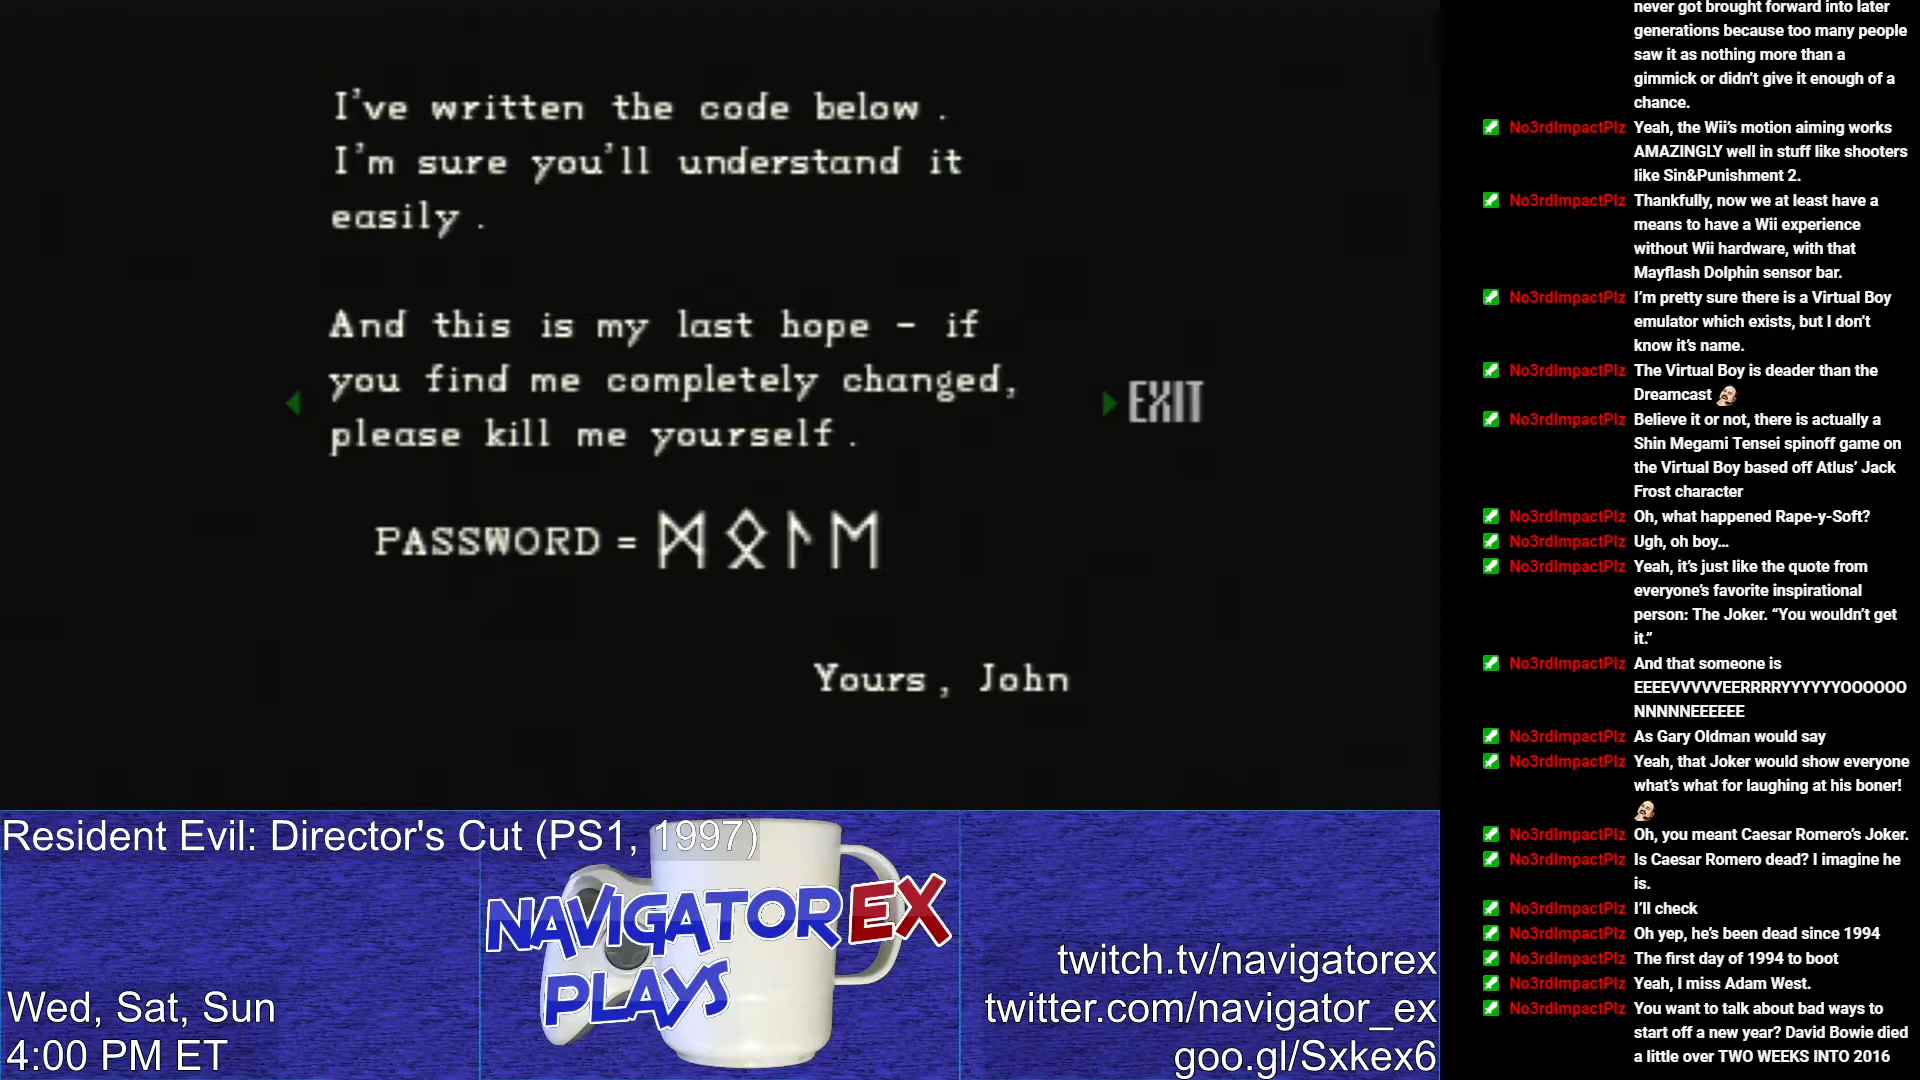 I've written the code below .
I'm sure you'll understand it
easily .
And this is my last hope - if
you find me completely changed,
please kill me yourself .
EXIT
PASSWORD = ᛞᛟᚫᛖ
Yours , John
Resident Evil: Director's Cut (PS1, 1997)
NAVIGATOR EX
PLAYS
Wed, Sat, Sun
4:00 PM ET
twitch.tv/navigatorex
twitter.com/navigator_ex
goo.gl/Sxkex6
never got brought forward into later
generations because too many people
saw it as nothing more than a
gimmick or didn't give it enough of a
chance.
No3rdImpactPlz Yeah, the Wii's motion aiming works
AMAZINGLY well in stuff like shooters
like Sin&Punishment 2.
No3rdImpactPlz Thankfully, now we at least have a
means to have a Wii experience
without Wii hardware, with that
Mayflash Dolphin sensor bar.
No3rdImpactPlz I'm pretty sure there is a Virtual Boy
emulator which exists, but I don't
know it's name.
No3rdImpactPlz The Virtual Boy is deader than the
Dreamcast
No3rdImpactPlz Believe it or not, there is actually a
Shin Megami Tensei spinoff game on
the Virtual Boy based off Atlus' Jack
Frost character
No3rdImpactPlz Oh, what happened Rape-y-Soft?
No3rdImpactPlz Ugh, oh boy…
No3rdImpactPlz Yeah, it's just like the quote from
everyone's favorite inspirational
person: The Joker. “You wouldn't get
it.”
No3rdImpactPlz And that someone is
EEEEVVVVVEERRRRYYYYYYOOOOOO
NNNNNEEEEEE
No3rdImpactPlz As Gary Oldman would say
No3rdImpactPlz Yeah, that Joker would show everyone
what's what for laughing at his boner!
No3rdImpactPlz Oh, you meant Caesar Romero's Joker.
No3rdImpactPlz Is Caesar Romero dead? I imagine he
is.
No3rdImpactPlz I'll check
No3rdImpactPlz Oh yep, he's been dead since 1994
No3rdImpactPlz The first day of 1994 to boot
No3rdImpactPlz Yeah, I miss Adam West.
No3rdImpactPlz You want to talk about bad ways to
start off a new year? David Bowie died
a little over TWO WEEKS INTO 2016